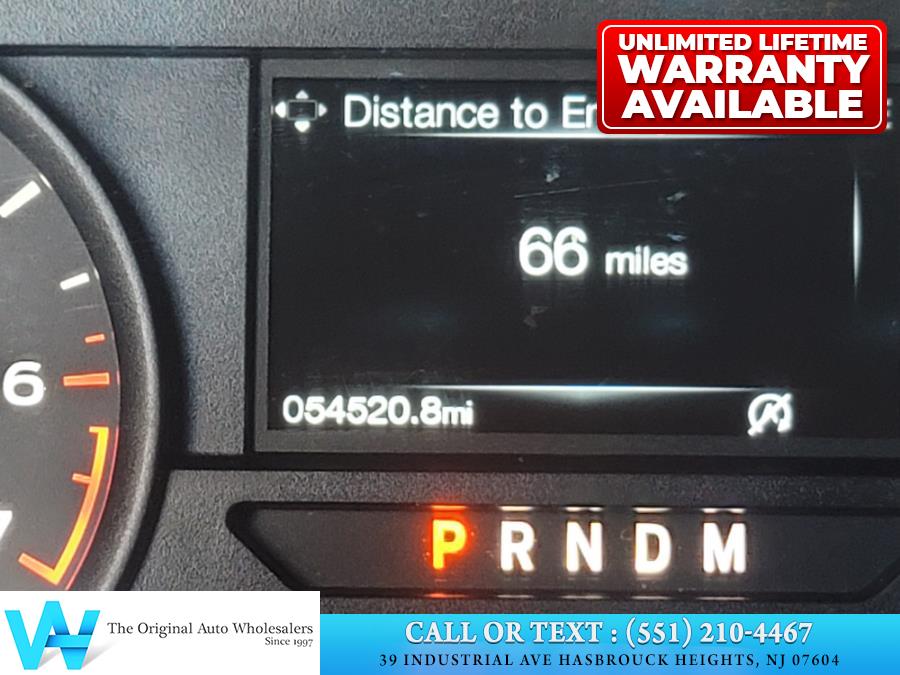 UNLIMITED LIFETIME
WARRANTY
AVAILABLE
Distance to
66 miles
6
054520.8mi
P R N D M
The Original Auto Wholesalers
Since 1997
CALL OR TEXT : (551) 210-4467
39 INDUSTRIAL AVE HASBROUCK HEIGHTS, NJ 07604